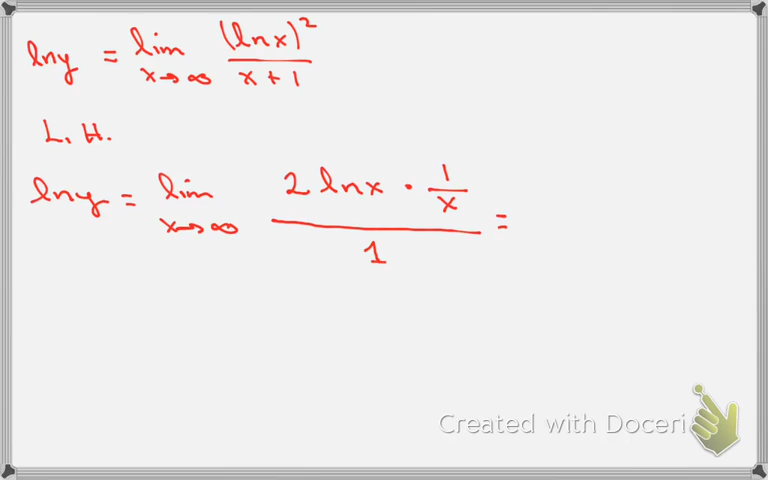 ln y = lim x→∞ (ln x)² / x + 1
L. H.
ln y = lim x→∞ 2 ln x · 1/x / 1 =
Created with Doceri